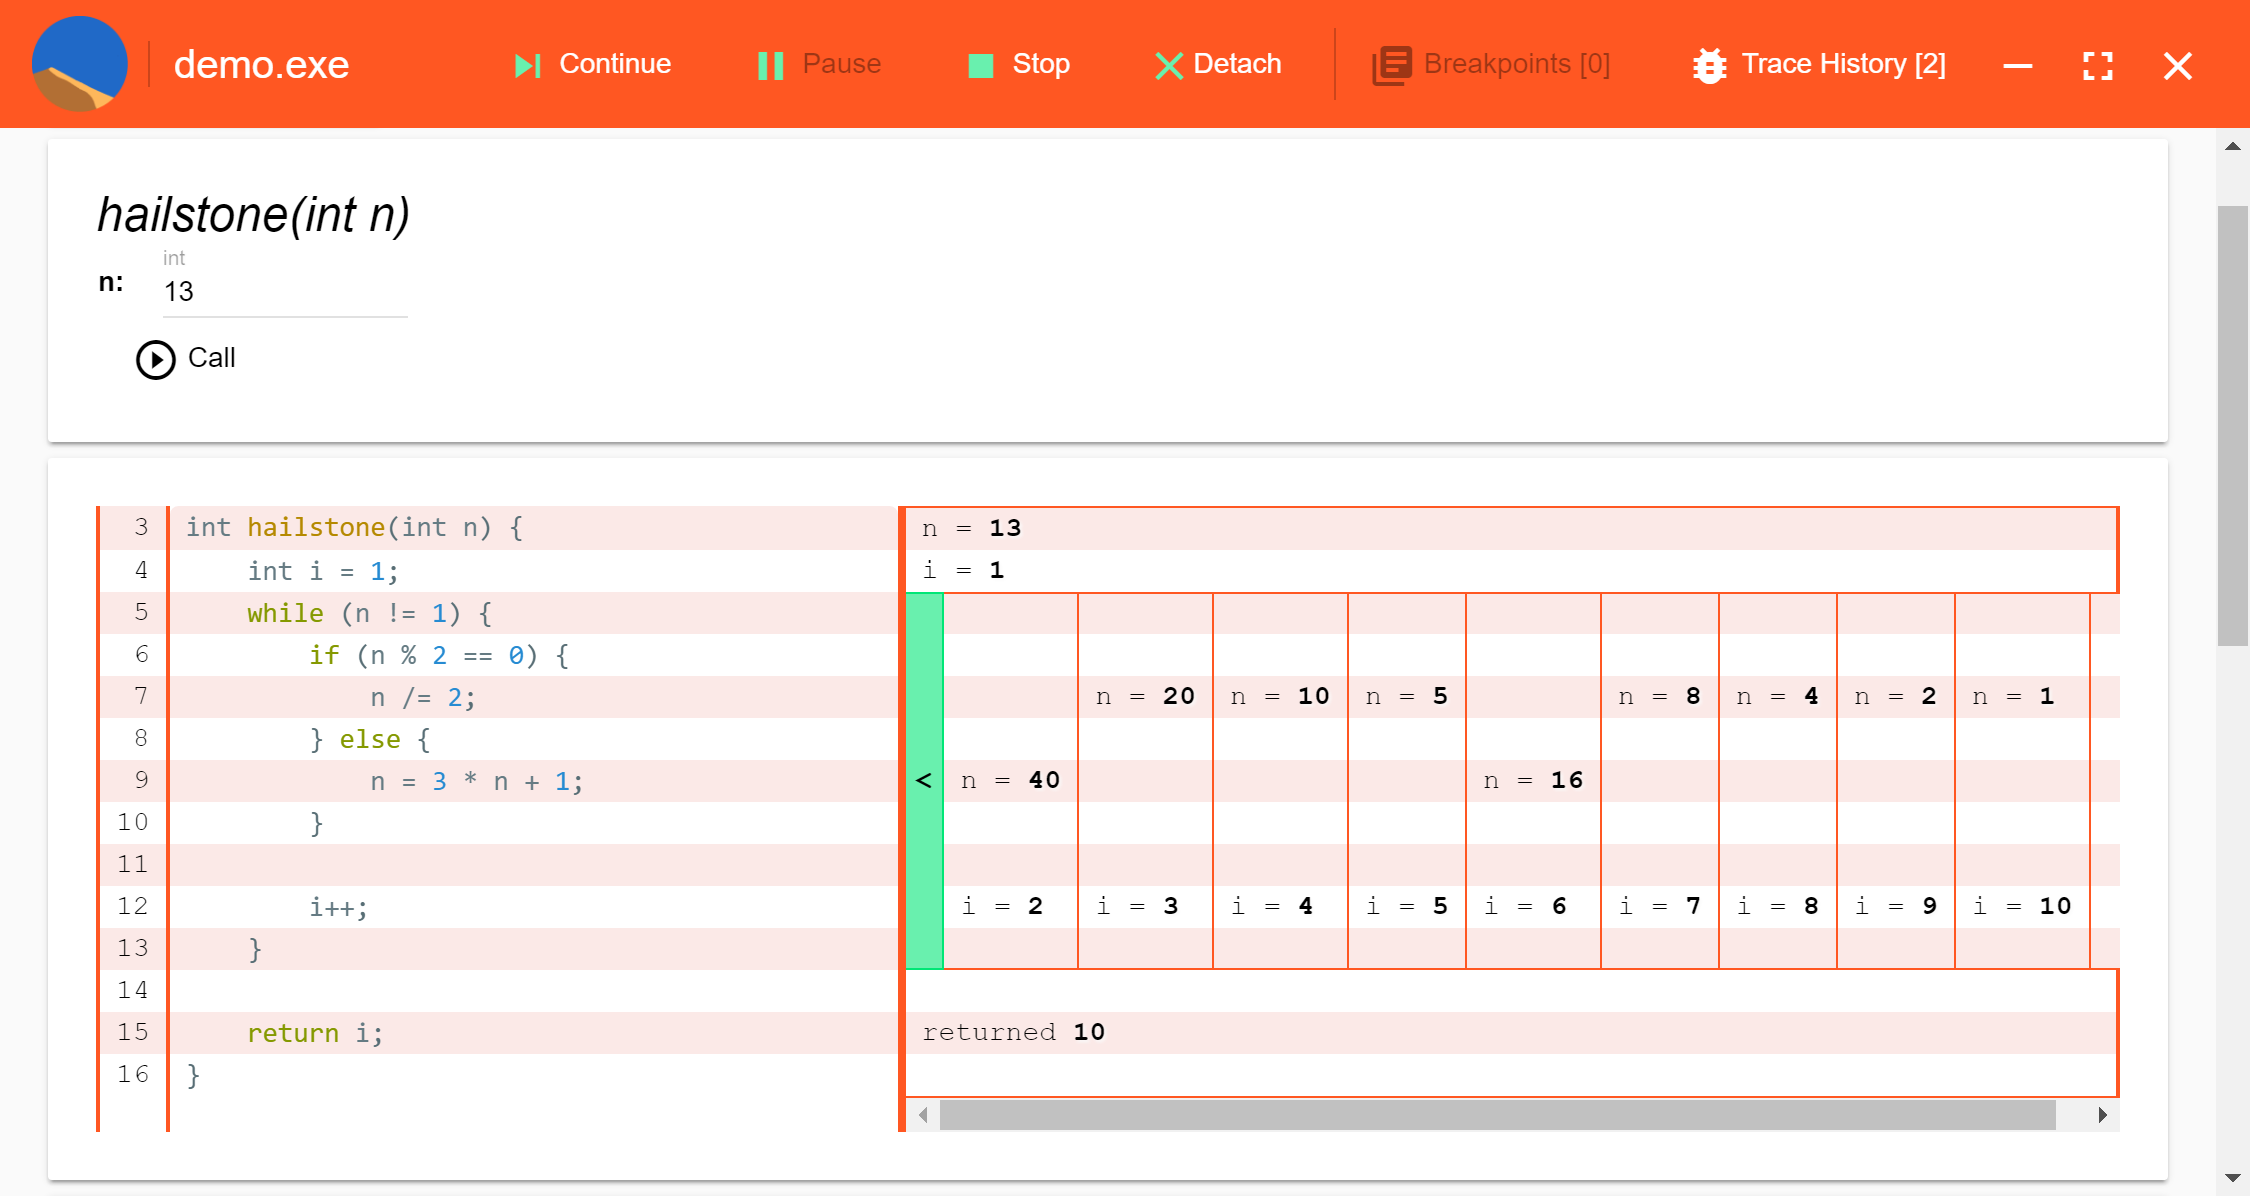 demo.exe Continue Pause Stop Detach Breakpoints [0] Trace History [2]
hailstone(int n)
int
n: 13
Call
3 int hailstone(int n) { n = 13
4 int i = 1; i = 1
5 while (n != 1) {
6 if (n % 2 == 0) {
7 n /= 2; n = 20 n = 10 n = 5 n = 8 n = 4 n = 2 n = 1
8 } else {
9 n = 3 * n + 1; < n = 40 n = 16
10 }
11
12 i++; i = 2 i = 3 i = 4 i = 5 i = 6 i = 7 i = 8 i = 9 i = 10
13 }
14
15 return i; returned 10
16 }